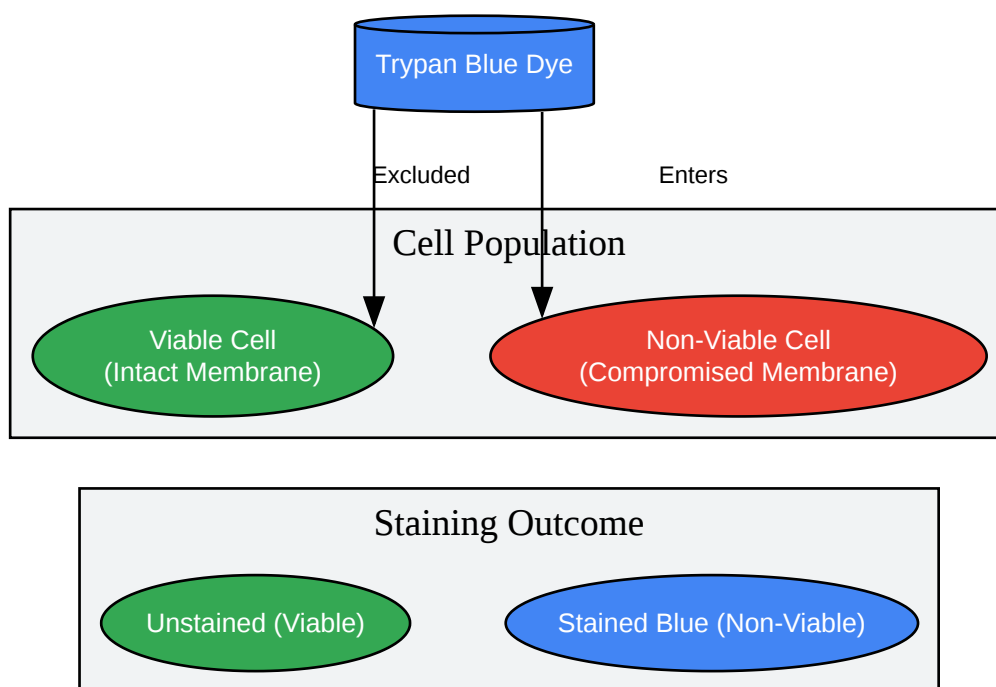 Trypan Blue Dye
Excluded
Enters
Cell Population
Viable Cell
(Intact Membrane)
Non-Viable Cell
(Compromised Membrane)
Staining Outcome
Unstained (Viable)
Stained Blue (Non-Viable)